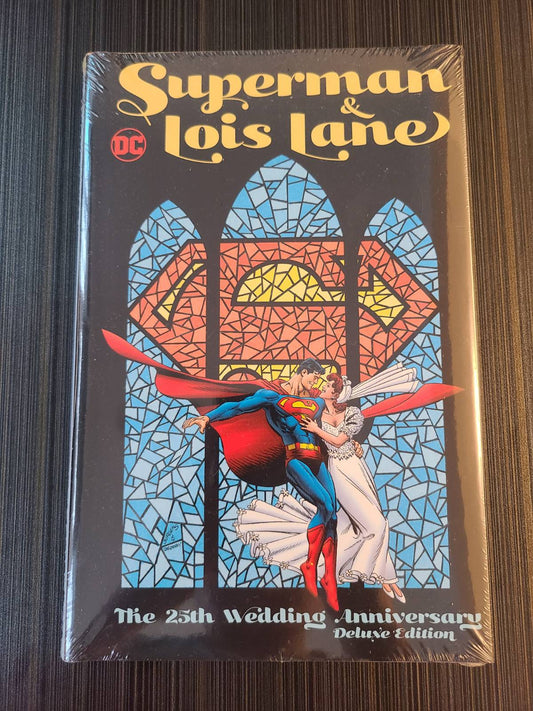 Superman
&
Lois Lane
DC
The 25th Wedding Anniversary
Deluxe Edition